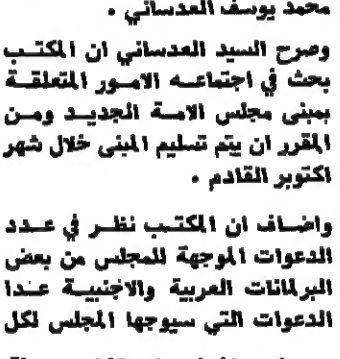 محمد يوسف العدساني .
وصرح السيد العدساني ان المكتب
بحث في اجتماعه الامور المتعلقة
بمبنى مجلس الامة الجديد ومن
المقرر ان يتم تسليم المبنى خلال شهر
اكتوبر القادم .
واضاف ان المكتب نظر في عدد
الدعوات الموجهة للمجلس من بعض
البرلمانات العربية والاجنبية عدا
الدعوات التي سيوجها المجلس لكل